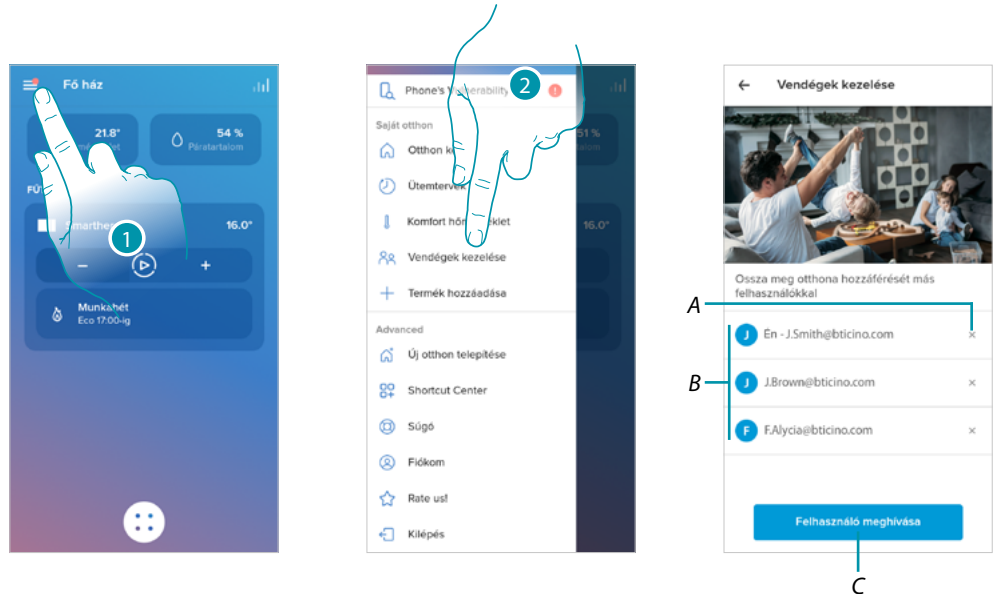 Fő ház
21.8°
54 %
Páratartalom
16.0°
1
−
+
Munkahét
Eco 17:00-ig
2
Phone's
!
Saját otthon
Otthon
51 %
Ütemtervek
Komfort
16.0°
Vendégek kezelése
Termék hozzáadása
Advanced
Új otthon telepítése
Shortcut Center
Súgó
Fiókom
Rate us!
Kilépés
Vendégek kezelése
Ossza meg otthona hozzáférését más
felhasználókkal
A
B
J Én - J.Smith@bticino.com ×
J J.Brown@bticino.com ×
F F.Alycia@bticino.com ×
Felhasználó meghívása
C